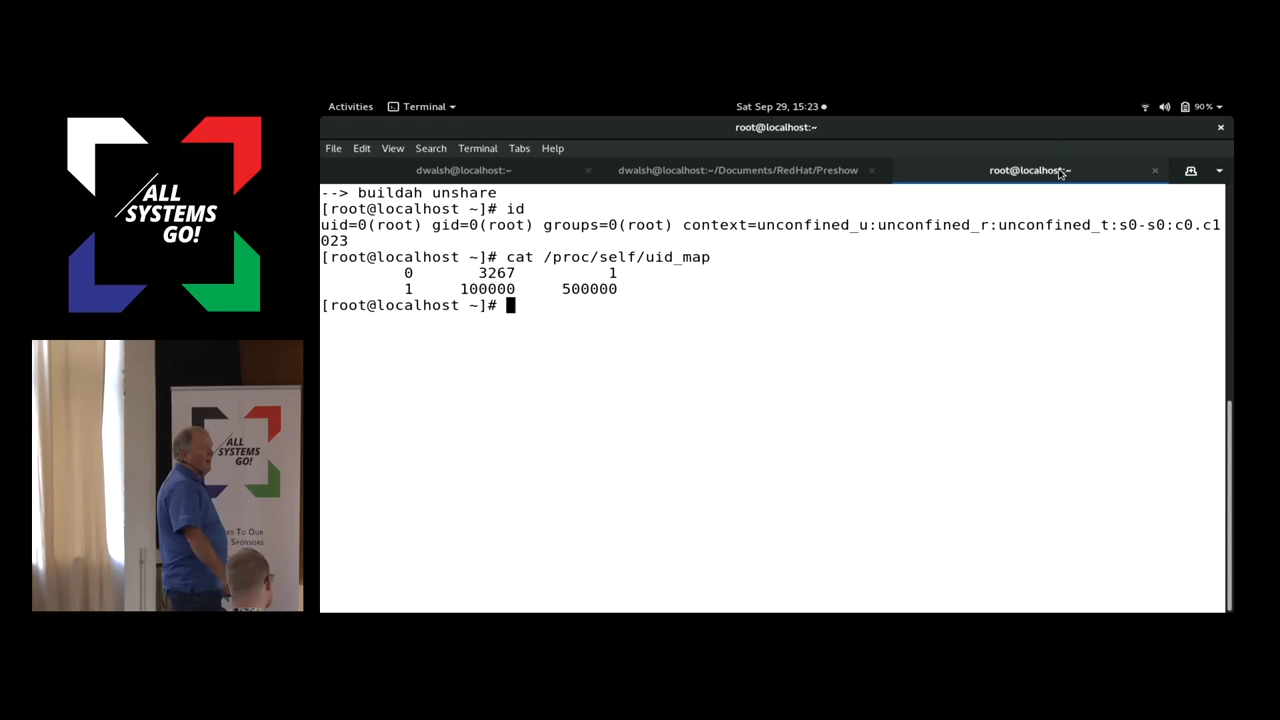 ALL
SYSTEMS
GO!
Activities Terminal Sat Sep 29, 15:23 90%
root@localhost:~
File Edit View Search Terminal Tabs Help
dwalsh@localhost:~ dwalsh@localhost:~/Documents/RedHat/Preshow root@localhost:~
--> buildah unshare
[root@localhost ~]# id
uid=0(root) gid=0(root) groups=0(root) context=unconfined_u:unconfined_r:unconfined_t:s0-s0:c0.c1
023
[root@localhost ~]# cat /proc/self/uid_map
0 3267 1
1 100000 500000
[root@localhost ~]#
ALL
SYSTEMS
GO!
To Our
Sponsors